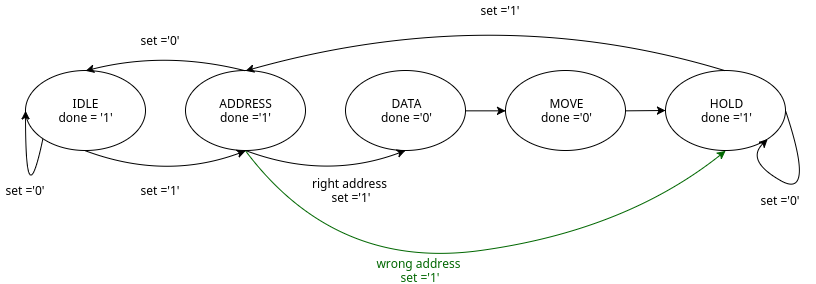 set ='1'
set ='0'
IDLE
done = '1'
ADDRESS
done ='1'
DATA
done ='0'
MOVE
done ='0'
HOLD
done ='1'
set ='0'
set ='1'
right address
set ='1'
set ='0'
wrong address
set ='1'